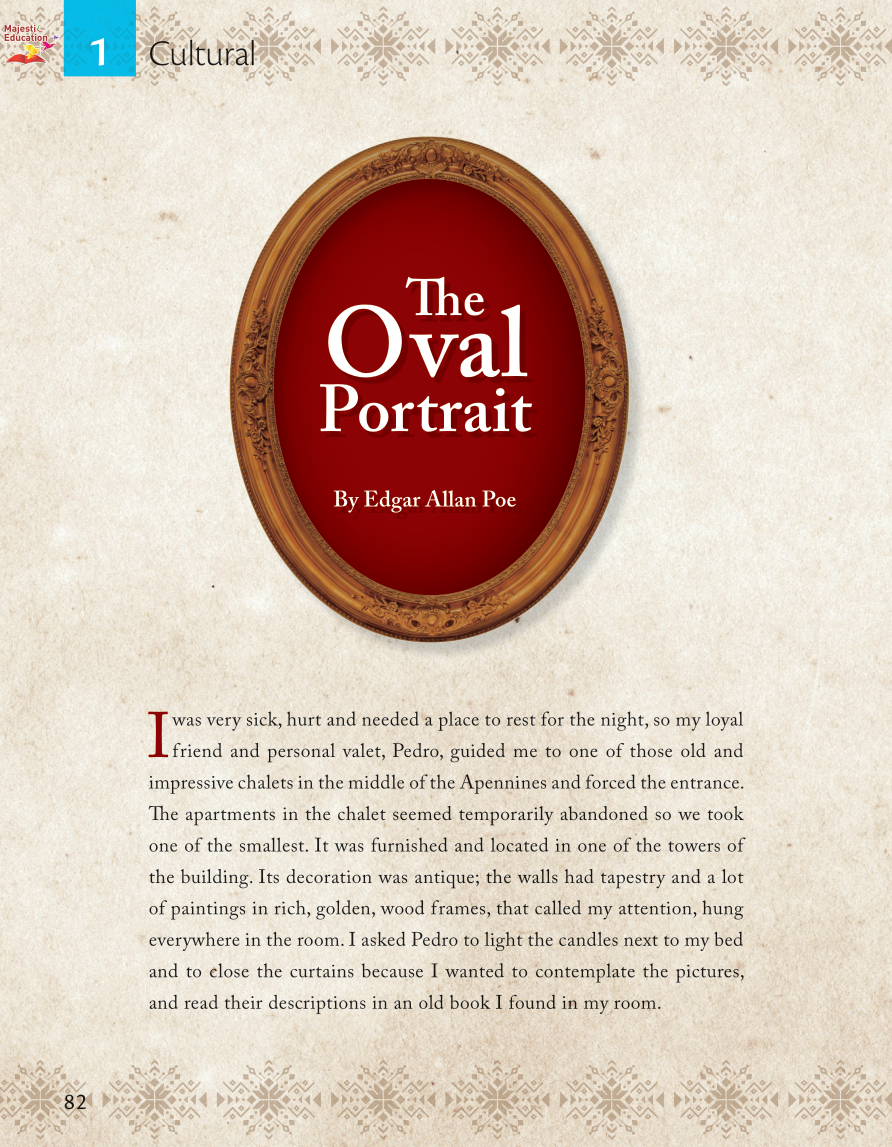 Majesti
Education
1
Cultural
The
Oval
Portrait
By Edgar Allan Poe
I was very sick, hurt and needed a place to rest for the night, so my loyal
friend and personal valet, Pedro, guided me to one of those old and
impressive chalets in the middle of the Apennines and forced the entrance.
The apartments in the chalet seemed temporarily abandoned so we took
one of the smallest. It was furnished and located in one of the towers of
the building. Its decoration was antique; the walls had tapestry and a lot
of paintings in rich, golden, wood frames, that called my attention, hung
everywhere in the room. I asked Pedro to light the candles next to my bed
and to close the curtains because I wanted to contemplate the pictures,
and read their descriptions in an old book I found in my room.
82